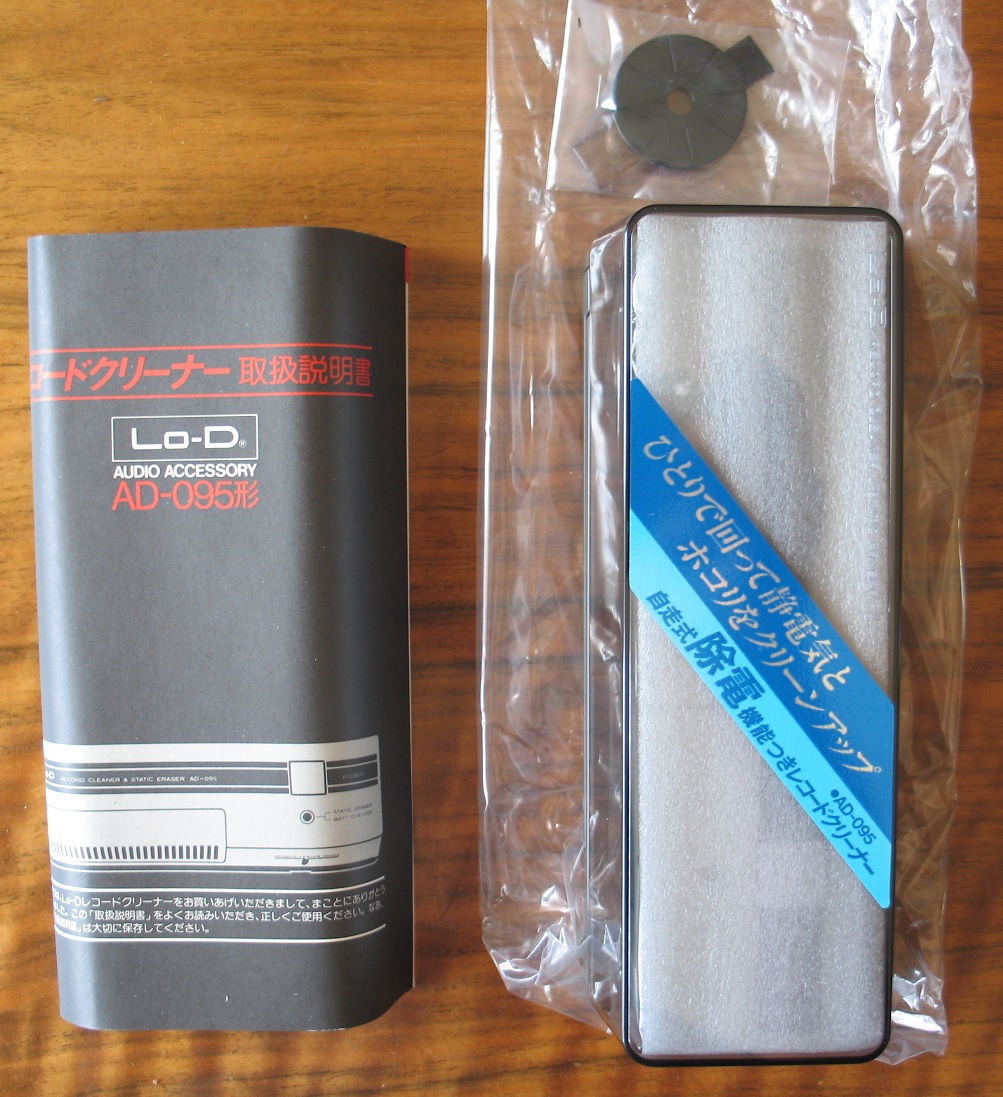 コードクリーナー 取扱説明書
Lo-D®
AUDIO ACCESSORY
AD-095形
RECORD CLEANER & STATIC ERASER AD-095
POWER
STATIC ERASER
BATT CHECKER
Lo-Dレコードクリーナーをお買いあげいただきまして、まことにありがとう
した。この「取扱説明書」をよくお読みいただき、正しくご使用ください。なお、
説明書」は大切に保存してください。
ひとりで回って静電気と
ホコリをクリーンアップ。
自走式除電機能つきレコードクリーナー
●AD-095